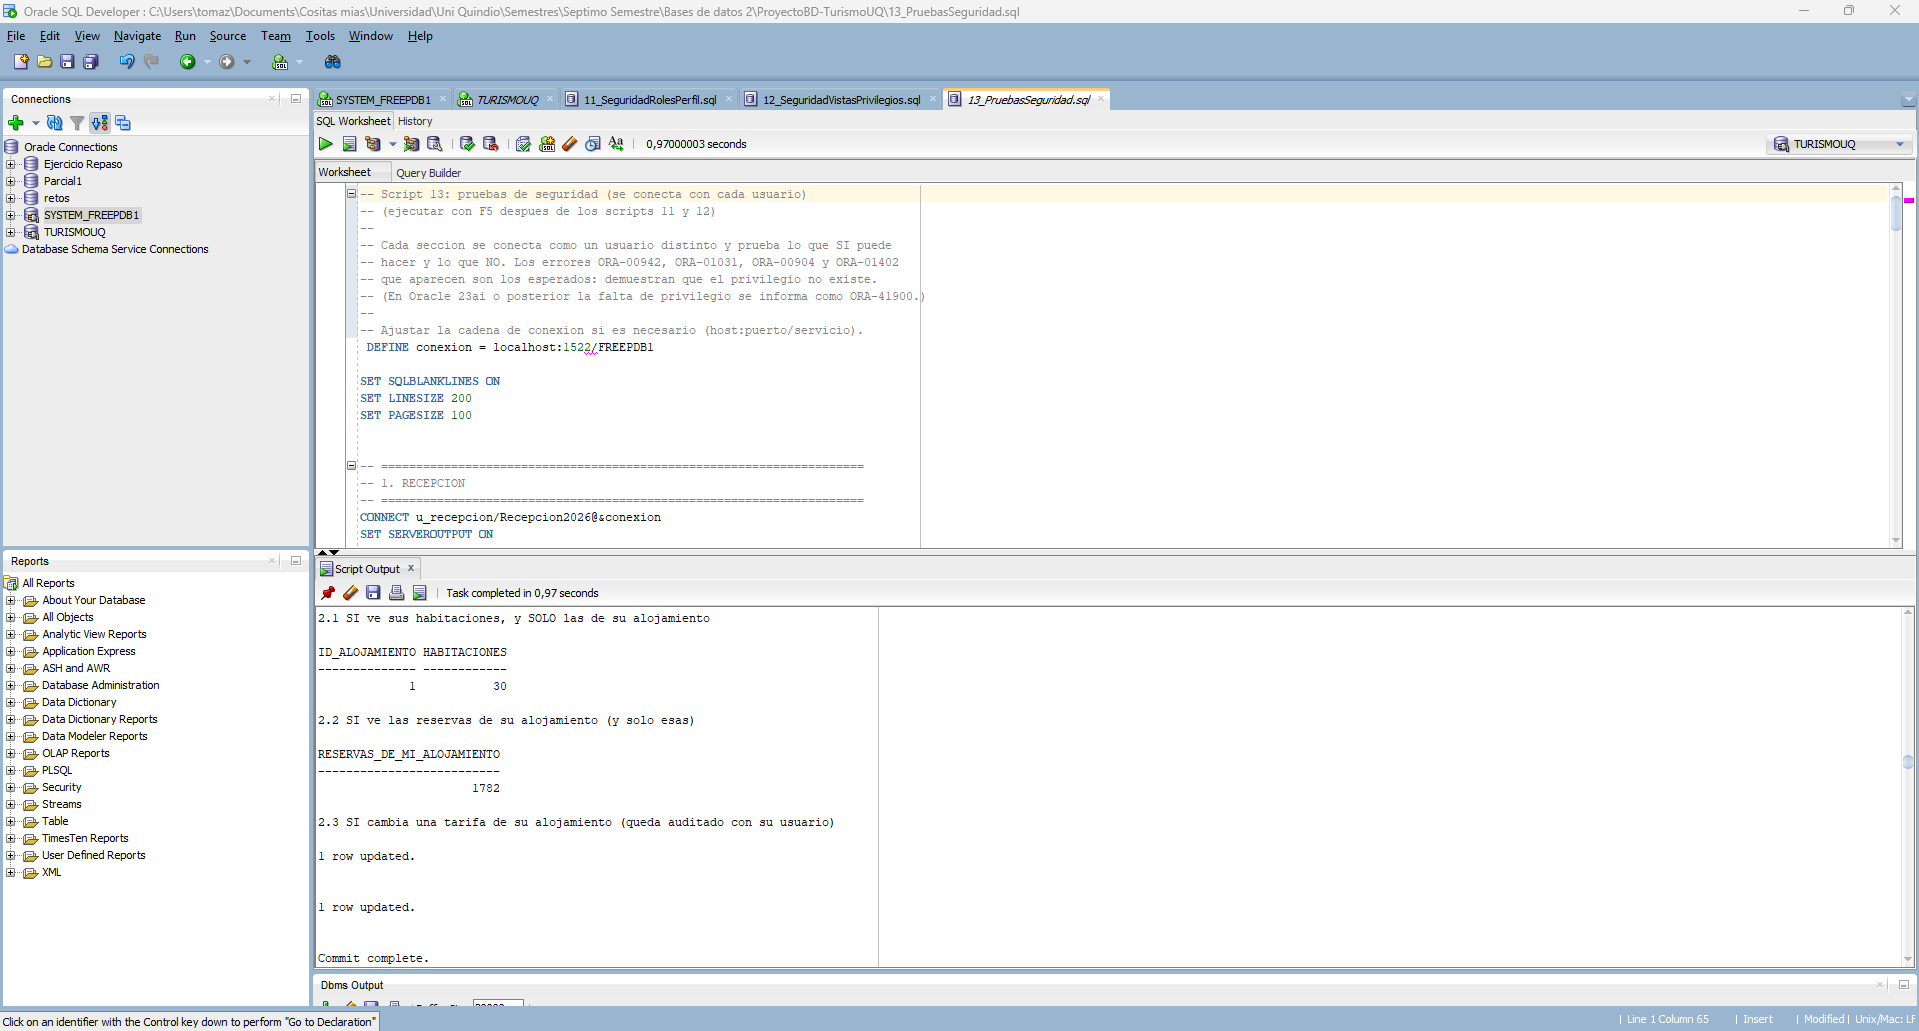 Oracle SQL Developer : C:\Users\tomaz\Documents\Cositas mias\Universidad\Uni Quindio\Semestres\Septimo Semestre\Bases de datos 2\ProyectoBD-TurismoUQ\13_PruebasSeguridad.sql
File Edit View Navigate Run Source Team Tools Window Help
Connections
Oracle Connections
Ejercicio Repaso
Parcial1
retos
SYSTEM_FREEPDB1
TURISMOUQ
Database Schema Service Connections
Reports
All Reports
About Your Database
All Objects
Analytic View Reports
Application Express
ASH and AWR
Database Administration
Data Dictionary
Data Dictionary Reports
Data Modeler Reports
OLAP Reports
PLSQL
Security
Streams
Table
TimesTen Reports
User Defined Reports
XML
SYSTEM_FREEPDB1 TURISMOUQ 11_SeguridadRolesPerfil.sql 12_SeguridadVistasPrivilegios.sql 13_PruebasSeguridad.sql
SQL Worksheet History
0,97000003 seconds
TURISMOUQ
Worksheet Query Builder
-- Script 13: pruebas de seguridad (se conecta con cada usuario)
-- (ejecutar con F5 despues de los scripts 11 y 12)
--
-- Cada seccion se conecta como un usuario distinto y prueba lo que SI puede
-- hacer y lo que NO. Los errores ORA-00942, ORA-01031, ORA-00904 y ORA-01402
-- que aparecen son los esperados: demuestran que el privilegio no existe.
-- (En Oracle 23ai o posterior la falta de privilegio se informa como ORA-41900.)
--
-- Ajustar la cadena de conexion si es necesario (host:puerto/servicio).
DEFINE conexion = localhost:1522/FREEPDB1
SET SQLBLANKLINES ON
SET LINESIZE 200
SET PAGESIZE 100
-- =====================================================================
-- 1. RECEPCION
-- =====================================================================
CONNECT u_recepcion/Recepcion2026@&conexion
SET SERVEROUTPUT ON
Script Output
Task completed in 0,97 seconds
2.1 SI ve sus habitaciones, y SOLO las de su alojamiento
ID_ALOJAMIENTO HABITACIONES
-------------- ------------
1 30
2.2 SI ve las reservas de su alojamiento (y solo esas)
RESERVAS_DE_MI_ALOJAMIENTO
--------------------------
1782
2.3 SI cambia una tarifa de su alojamiento (queda auditado con su usuario)
1 row updated.
1 row updated.
Commit complete.
Dbms Output
Click on an identifier with the Control key down to perform "Go to Declaration"
Line 1 Column 65 | Insert | Modified | Unix/Mac: LF